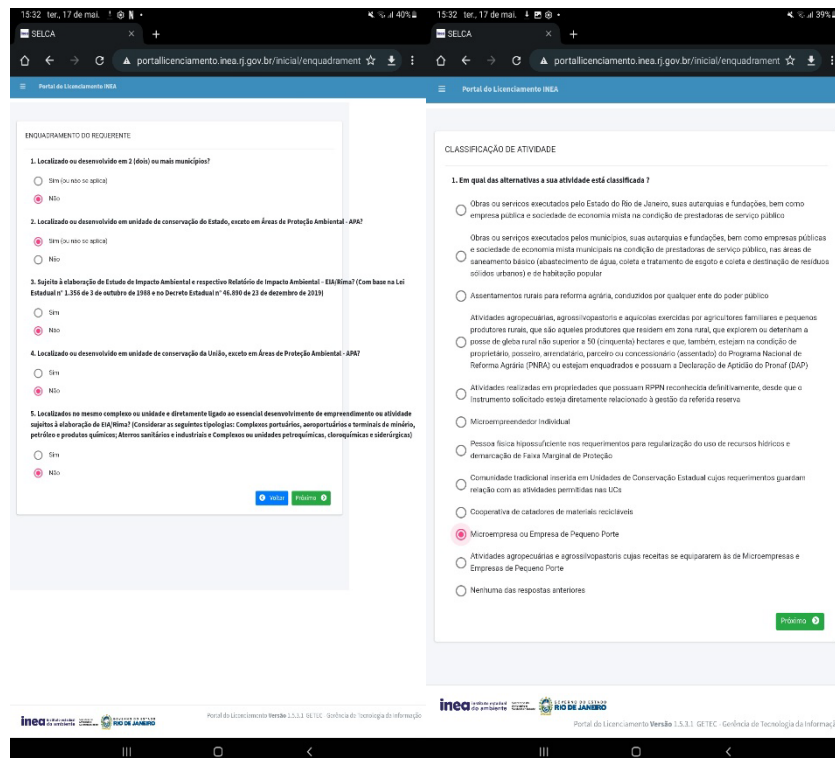 15:32 ter., 17 de mai.
40%
SELCA
portallicenciamento.inea.rj.gov.br/inicial/enquadrament
Portal do Licenciamento INEA
ENQUADRAMENTO DO REQUERENTE
1. Localizado ou desenvolvido em 2 (dois) ou mais municípios?
Sim (ou não se aplica)
Não
2. Localizado ou desenvolvido em unidade de conservação do Estado, exceto em Áreas de Proteção Ambiental - APA?
Sim (ou não se aplica)
Não
3. Sujeito à elaboração de Estudo de Impacto Ambiental e respectivo Relatório de Impacto Ambiental – EIA/Rima? (Com base na Lei
Estadual n° 1.356 de 3 de outubro de 1988 e no Decreto Estadual n° 46.890 de 23 de dezembro de 2019)
Sim
Não
4. Localizado ou desenvolvido em unidade de conservação da União, exceto em Áreas de Proteção Ambiental - APA?
Sim
Não
5. Localizados no mesmo complexo ou unidade e diretamente ligado ao essencial desenvolvimento de empreendimento ou atividade
sujeitos à elaboração de EIA/Rima? (Considerar as seguintes tipologias: Complexos portuários, aeroportuários e terminais de minério,
petróleo e produtos químicos; Aterros sanitários e industriais e Complexos ou unidades petroquímicas, cloroquímicas e siderúrgicas)
Sim
Não
Voltar
Próximo
inea instituto estadual do ambiente
GOVERNO DO ESTADO
RIO DE JANEIRO
Portal do Licenciamento Versão 1.5.3.1 GETEC - Gerência de Tecnologia da Informação
15:32 ter., 17 de mai.
39%
SELCA
portallicenciamento.inea.rj.gov.br/inicial/enquadrament
Portal do Licenciamento INEA
CLASSIFICAÇÃO DE ATIVIDADE
1. Em qual das alternativas a sua atividade está classificada ?
Obras ou serviços executados pelo Estado do Rio de Janeiro, suas autarquias e fundações, bem como
empresa pública e sociedade de economia mista na condição de prestadoras de serviço público
Obras ou serviços executados pelos municípios, suas autarquias e fundações, bem como empresas públicas
e sociedade de economia mista municipais na condição de prestadoras de serviço público, nas áreas de
saneamento básico (abastecimento de água, coleta e tratamento de esgoto e coleta e destinação de resíduos
sólidos urbanos) e de habitação popular
Assentamentos rurais para reforma agrária, conduzidos por qualquer ente do poder público
Atividades agropecuárias, agrossilvopastoris e aquícolas exercidas por agricultores familiares e pequenos
produtores rurais, que são aqueles produtores que residem em zona rural, que explorem ou detenham a
posse de gleba rural não superior a 50 (cinquenta) hectares e que, também, estejam na condição de
proprietário, posseiro, arrendatário, parceiro ou concessionário (assentado) do Programa Nacional de
Reforma Agrária (PNRA) ou estejam enquadrados e possuam a Declaração de Aptidão do Pronaf (DAP)
Atividades realizadas em propriedades que possuam RPPN reconhecida definitivamente, desde que o
Instrumento solicitado esteja diretamente relacionado à gestão da referida reserva
Microempreendedor Individual
Pessoa física hipossuficiente nos requerimentos para regularização do uso de recursos hídricos e
demarcação de Faixa Marginal de Proteção
Comunidade tradicional inserida em Unidades de Conservação Estadual cujos requerimentos guardam
relação com as atividades permitidas nas UCs
Cooperativa de catadores de materiais recicláveis
Microempresa ou Empresa de Pequeno Porte
Atividades agropecuárias e agrossilvopastoris cujas receitas se equipararem às de Microempresas e
Empresas de Pequeno Porte
Nenhuma das respostas anteriores
Próximo
inea instituto estadual do ambiente
GOVERNO DO ESTADO
RIO DE JANEIRO
Portal do Licenciamento Versão 1.5.3.1 GETEC - Gerência de Tecnologia da Informaçã